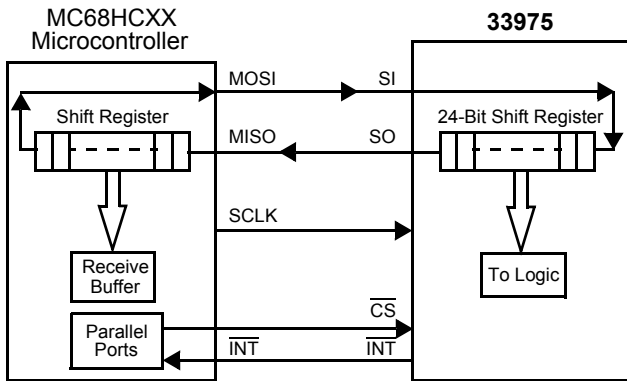 MC68HCXX
Microcontroller
33975
MOSI
SI
Shift Register
24-Bit Shift Register
MISO
SO
SCLK
Receive
Buffer
To Logic
CS
Parallel
Ports
INT
INT